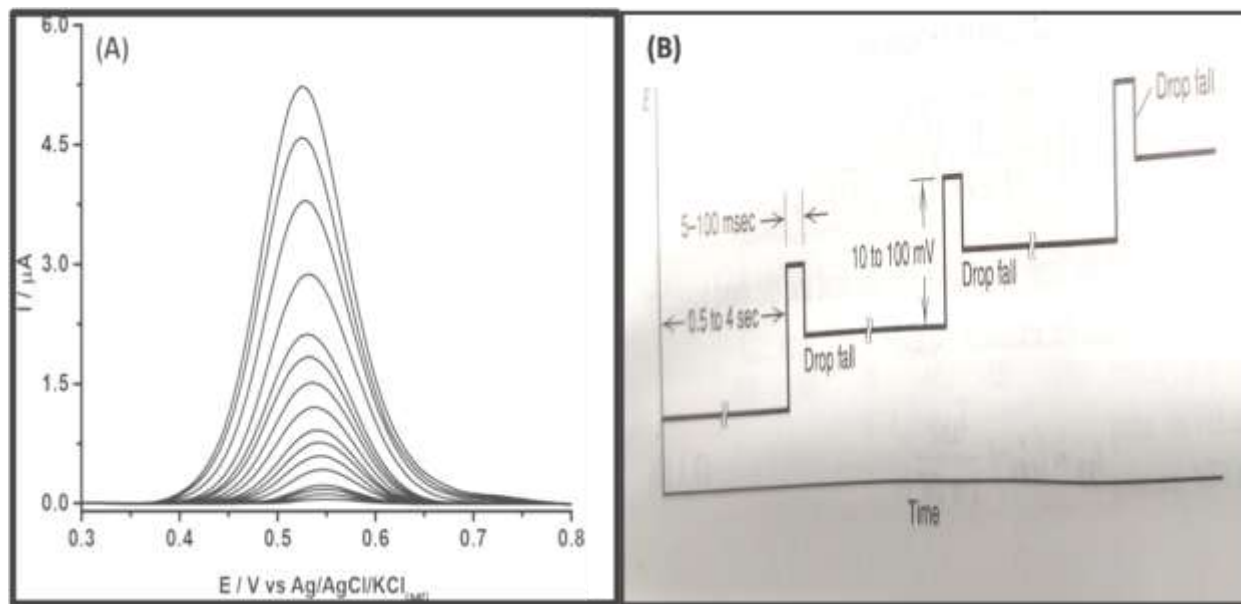 (A)
6.0
4.5
3.0
1.5
0.0
I / µA
0.3 0.4 0.5 0.6 0.7 0.8
E / V vs Ag/AgCl/KCl
(B)
Drop fall
5–100 msec
10 to 100 mV
Drop fall
0.5 to 4 sec
Drop fall
Time